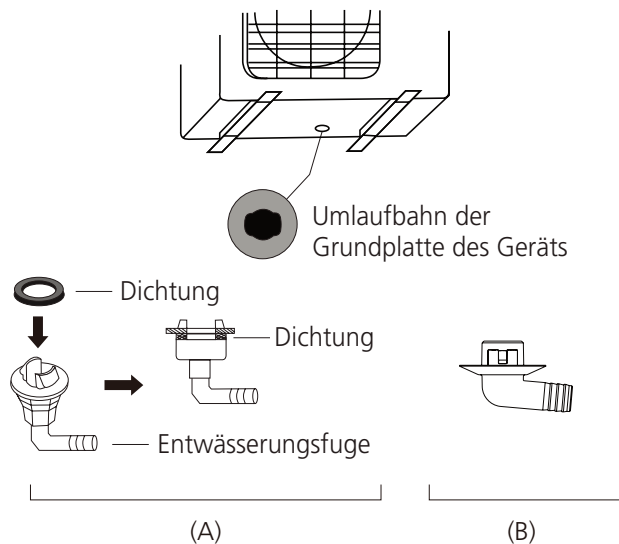 Umlaufbahn der
Grundplatte des Geräts
Dichtung
Dichtung
Entwässerungsfuge
(A)
(B)